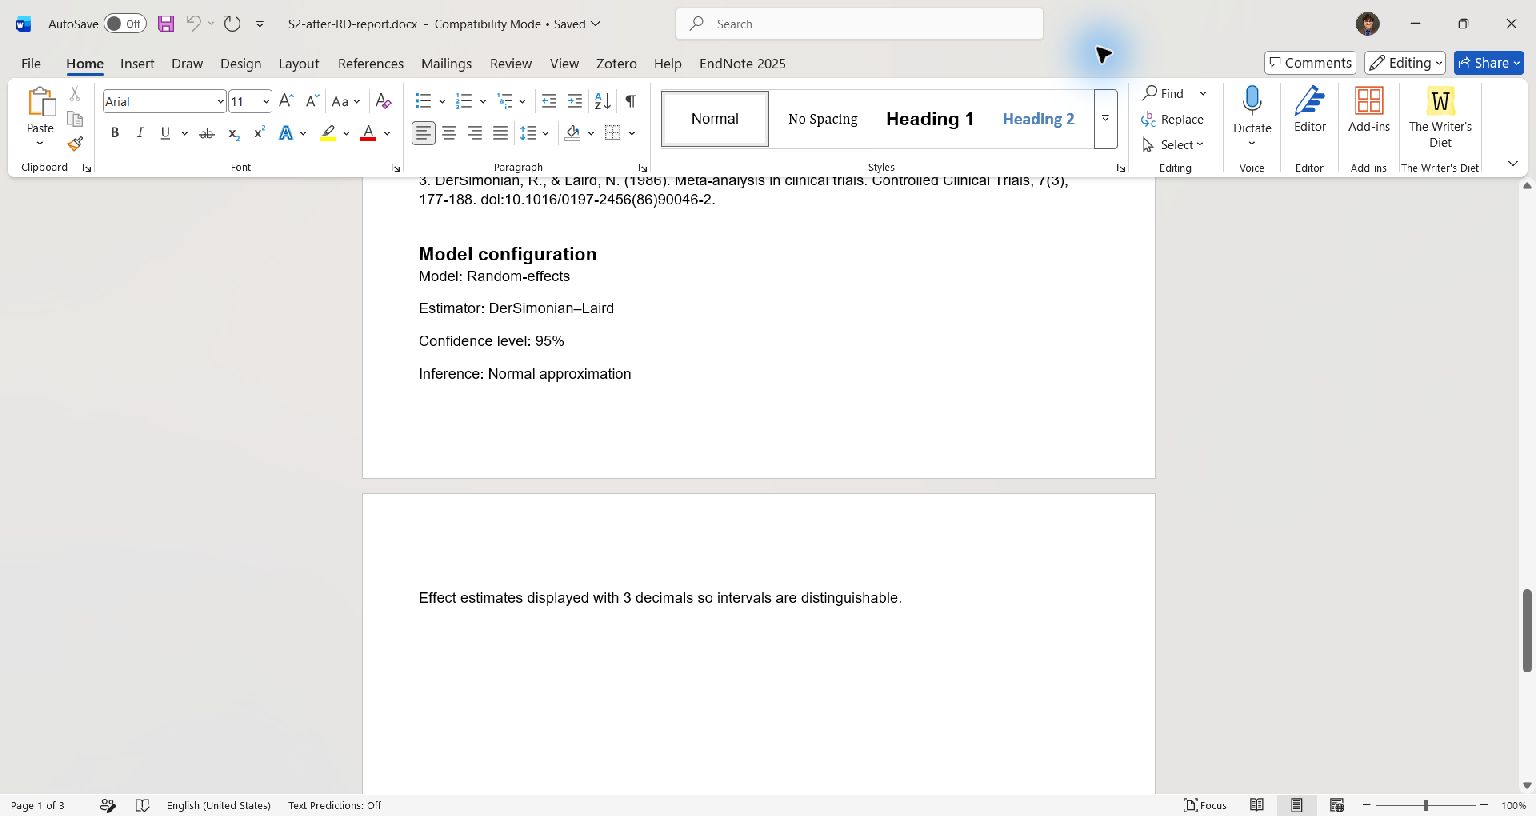 AutoSave Off S2-after-RD-report.docx – Compatibility Mode • Saved Search
File Home Insert Draw Design Layout References Mailings Review View Zotero Help EndNote 2025 Comments Editing Share
Paste
Clipboard
Arial 11
Font
Paragraph
Normal No Spacing Heading 1 Heading 2
Styles
Find
Replace
Select
Editing
Dictate
Voice
Editor
Editor
Add-ins
Add-ins
The Writer's
Diet
The Writer's Diet
3. DerSimonian, R., & Laird, N. (1986). Meta-analysis in clinical trials. Controlled Clinical Trials, 7(3),
177-188. doi:10.1016/0197-2456(86)90046-2.
Model configuration
Model: Random-effects
Estimator: DerSimonian–Laird
Confidence level: 95%
Inference: Normal approximation
Effect estimates displayed with 3 decimals so intervals are distinguishable.
Page 1 of 3 English (United States) Text Predictions: Off Focus 100%